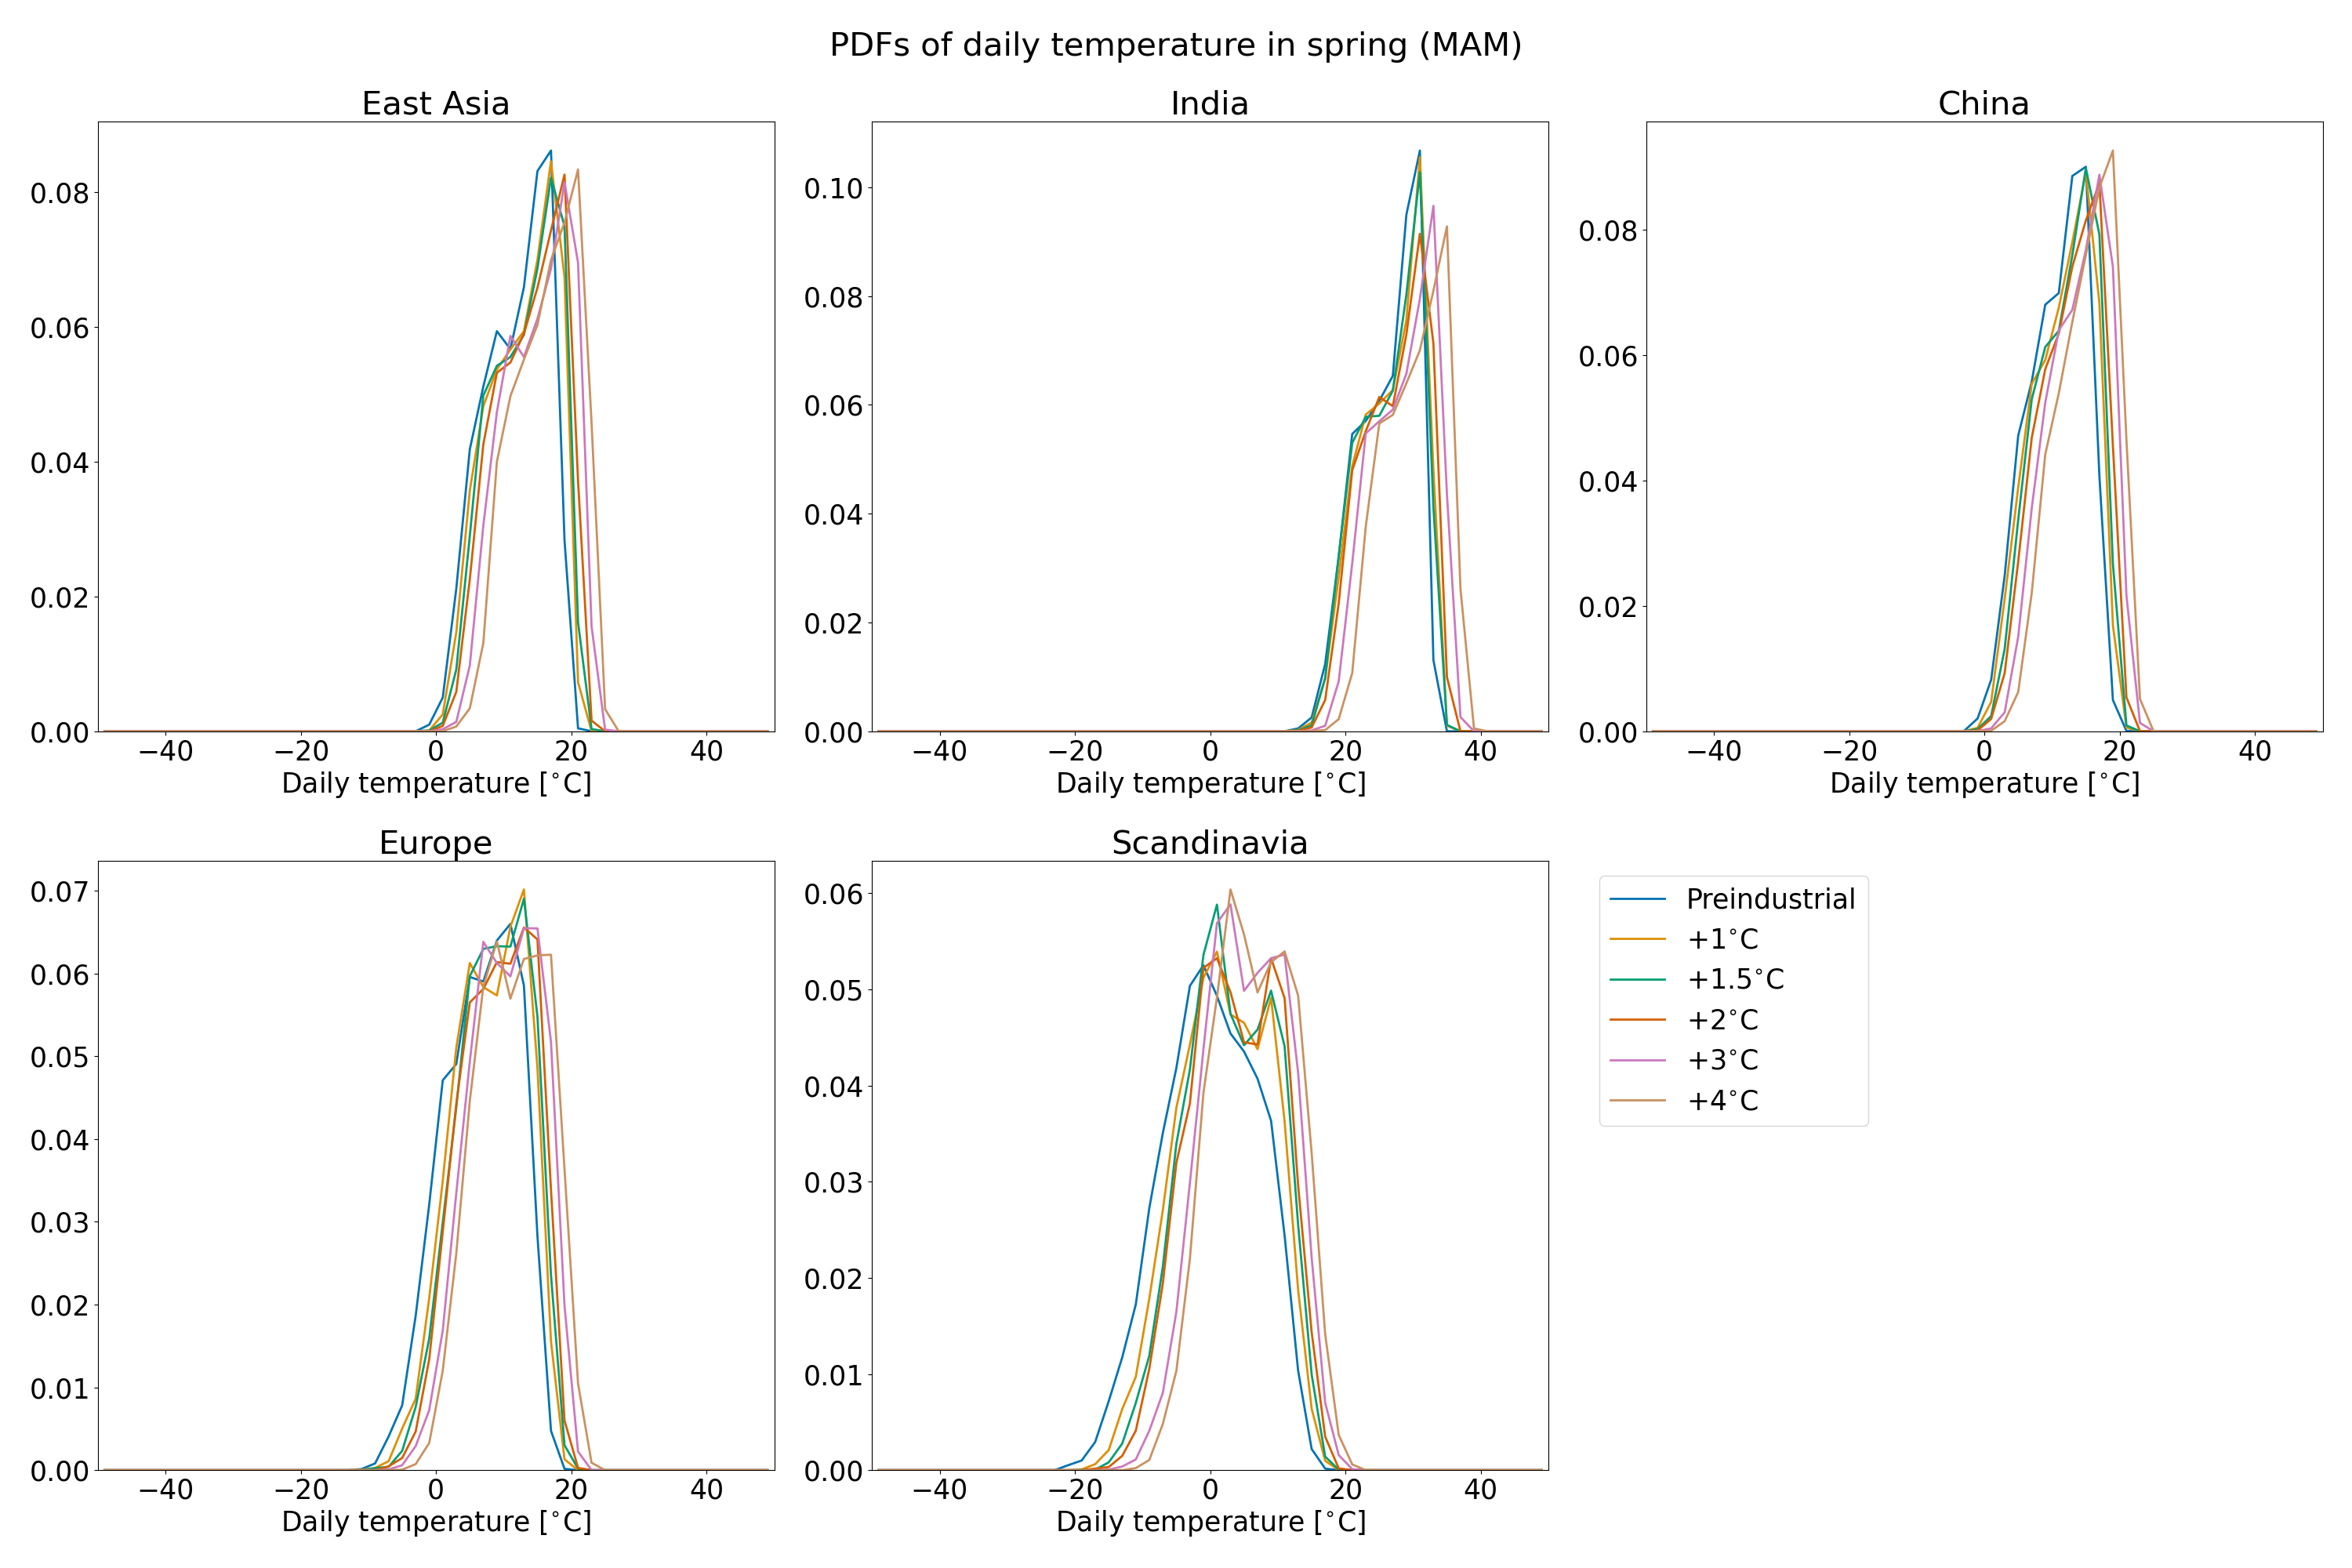 PDFs of daily temperature in spring (MAM)
East Asia
India
China
0.08
0.06
0.04
0.02
0.00
−40 −20 0 20 40
Daily temperature [°C]
0.10
0.08
0.06
0.04
0.02
0.00
−40 −20 0 20 40
Daily temperature [°C]
0.08
0.06
0.04
0.02
0.00
−40 −20 0 20 40
Daily temperature [°C]
Europe
Scandinavia
0.07
0.06
0.05
0.04
0.03
0.02
0.01
0.00
−40 −20 0 20 40
Daily temperature [°C]
0.06
0.05
0.04
0.03
0.02
0.01
0.00
−40 −20 0 20 40
Daily temperature [°C]
Preindustrial
+1°C
+1.5°C
+2°C
+3°C
+4°C